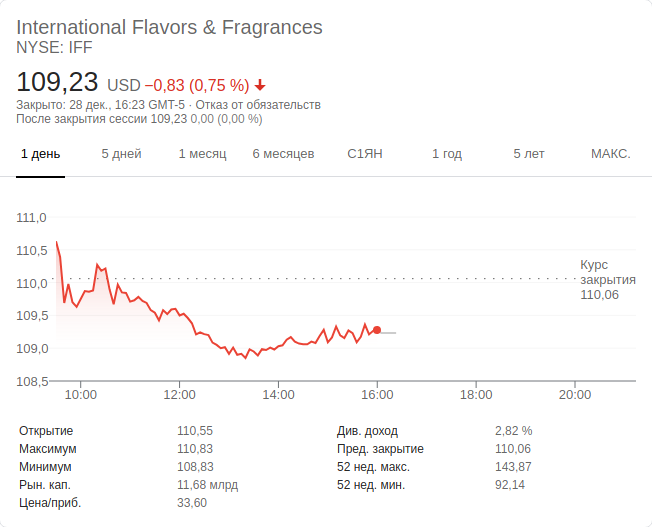 International Flavors & Fragrances
NYSE: IFF
109,23 USD −0,83 (0,75 %)
Закрыто: 28 дек., 16:23 GMT-5 · Отказ от обязательств
После закрытия сессии 109,23 0,00 (0,00 %)
1 день 5 дней 1 месяц 6 месяцев С1ЯН 1 год 5 лет МАКС.
111,0
110,5
110,0
109,5
109,0
108,5
Курс
закрытия
110,06
10:00 12:00 14:00 16:00 18:00 20:00
Открытие 110,55
Максимум 110,83
Минимум 108,83
Рын. кап. 11,68 млрд
Цена/приб. 33,60
Див. доход 2,82 %
Пред. закрытие 110,06
52 нед. макс. 143,87
52 нед. мин. 92,14